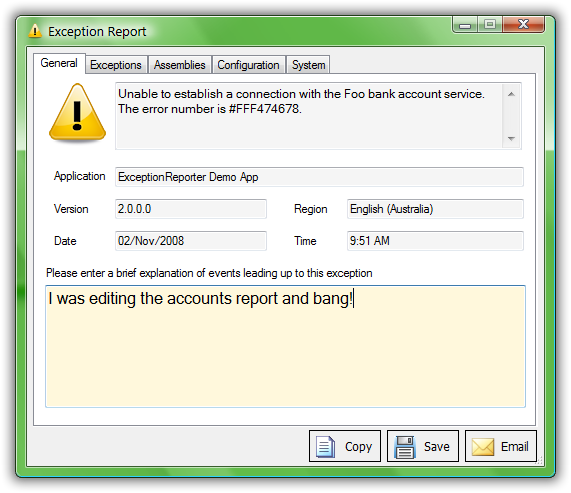 Exception Report
General Exceptions Assemblies Configuration System
Unable to establish a connection with the Foo bank account service.
The error number is #FFF474678.
Application ExceptionReporter Demo App
Version 2.0.0.0 Region English (Australia)
Date 02/Nov/2008 Time 9:51 AM
Please enter a brief explanation of events leading up to this exception
I was editing the accounts report and bang!
Copy Save Email